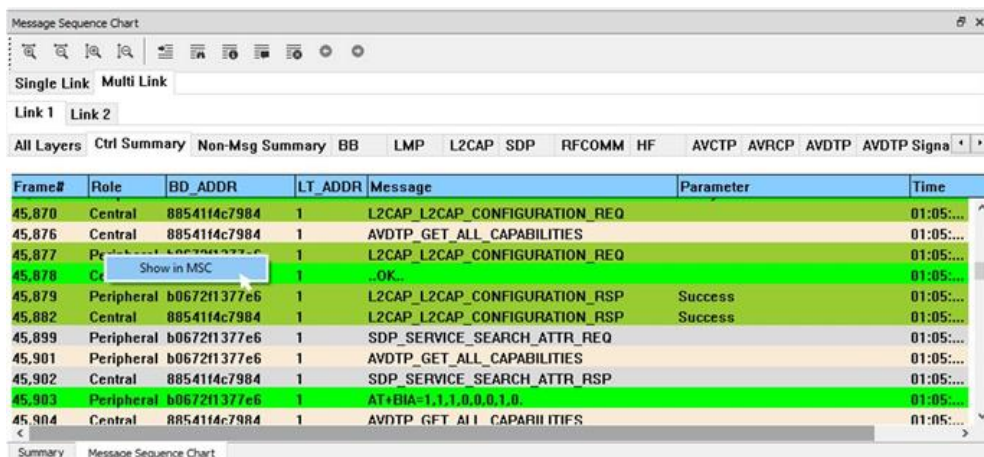 Message Sequence Chart
Single Link Multi Link
Link 1 Link 2
All Layers Ctrl Summary Non-Msg Summary BB LMP L2CAP SDP RFCOMM HF AVCTP AVRCP AVDTP AVDTP Signa
Frame# Role BD_ADDR LT_ADDR Message Parameter Time
45,870 Central 88541f4c7984 1 L2CAP_L2CAP_CONFIGURATION_REQ 01:05:...
45,876 Central 88541f4c7984 1 AVDTP_GET_ALL_CAPABILITIES 01:05:...
45,877 1 L2CAP_L2CAP_CONFIGURATION_REQ 01:05:...
Show in MSC
45,878 Ce 1 ..OK.. 01:05:...
45,879 Peripheral b0672f1377e6 1 L2CAP_L2CAP_CONFIGURATION_RSP Success 01:05:...
45,882 Central 88541f4c7984 1 L2CAP_L2CAP_CONFIGURATION_RSP Success 01:05:...
45,899 Peripheral b0672f1377e6 1 SDP_SERVICE_SEARCH_ATTR_REQ 01:05:...
45,901 Peripheral b0672f1377e6 1 AVDTP_GET_ALL_CAPABILITIES 01:05:...
45,902 Central 88541f4c7984 1 SDP_SERVICE_SEARCH_ATTR_RSP 01:05:...
45,903 Peripheral b0672f1377e6 1 AT+BIA=1,1,1,0,0,0,1,0. 01:05:...
45,904 Central 88541f4c7984 1 AVDTP_GET_ALL_CAPABILITIES 01:05:...
Summary Message Sequence Chart